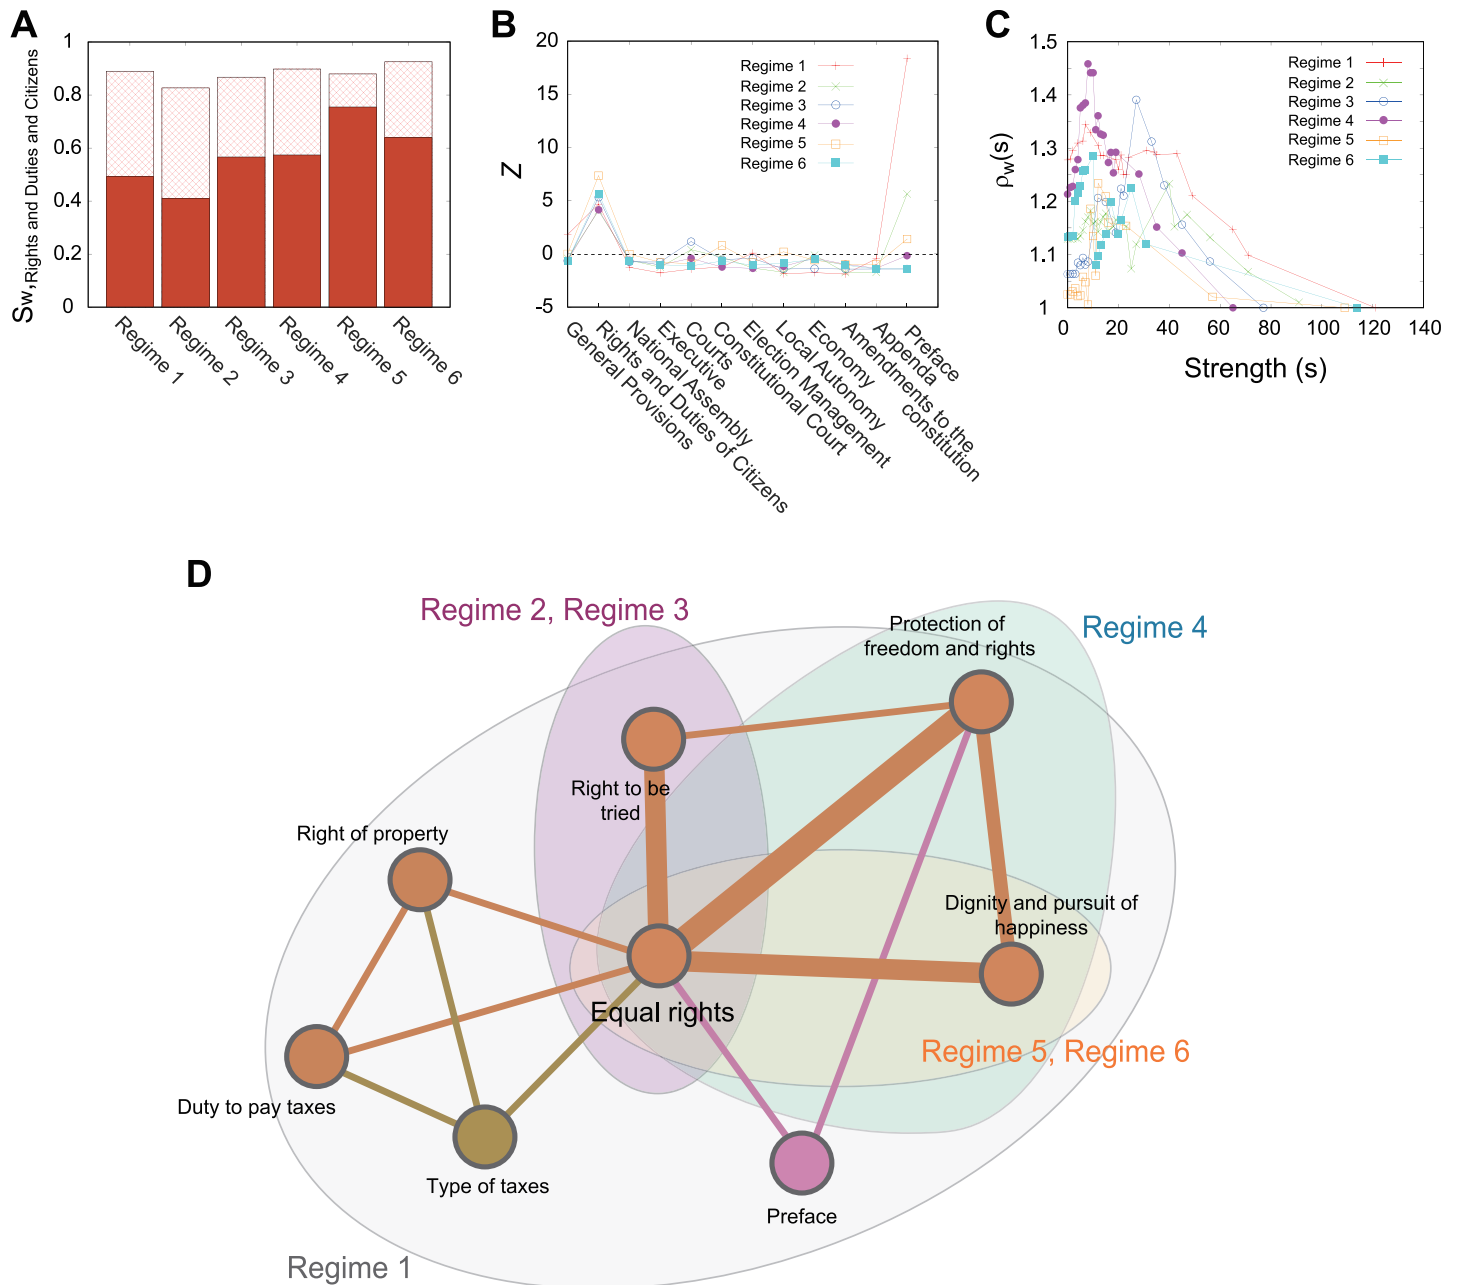 A
Sw,Rights and Duties and Citizens
1
0.8
0.6
0.4
0.2
0
Regime 1
Regime 2
Regime 3
Regime 4
Regime 5
Regime 6
B
Z
20
15
10
5
0
-5
Regime 1
Regime 2
Regime 3
Regime 4
Regime 5
Regime 6
General Provisions
Rights and Duties of Citizens
National Assembly
Executive
Courts
Constitutional Court
Election Management
Local Autonomy
Economy
Amendments to the
constitution
Appenda
Preface
C
ρw(s)
1.5
1.4
1.3
1.2
1.1
1
Regime 1
Regime 2
Regime 3
Regime 4
Regime 5
Regime 6
0 20 40 60 80 100 120 140
Strength (s)
D
Regime 2, Regime 3
Regime 4
Protection of
freedom and rights
Right to be
tried
Right of property
Dignity and pursuit of
happiness
Equal rights
Regime 5, Regime 6
Duty to pay taxes
Type of taxes
Preface
Regime 1